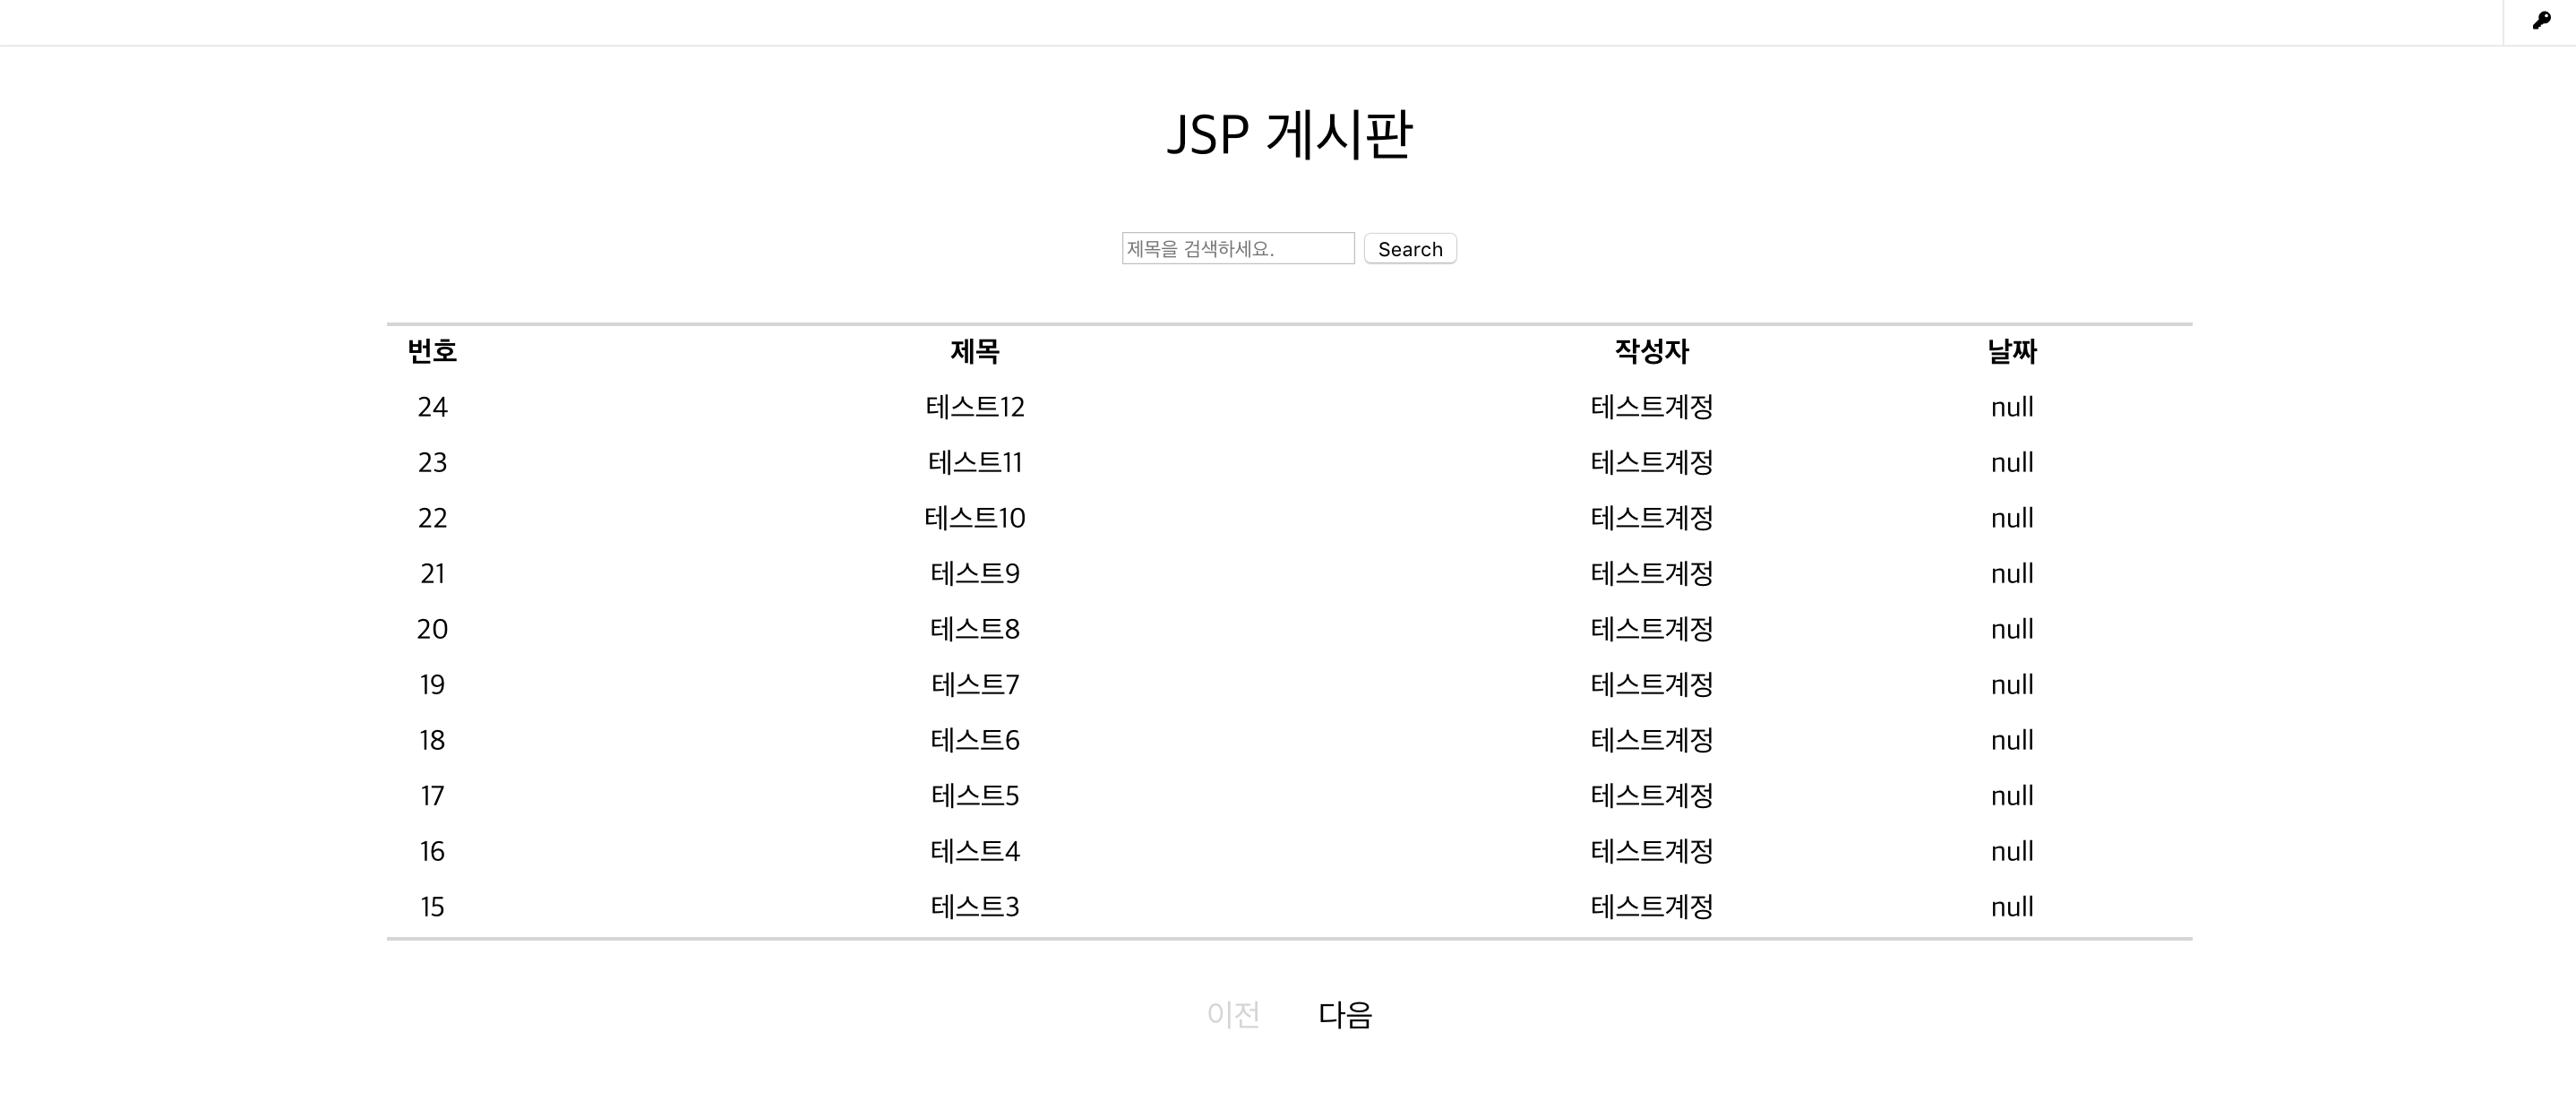 JSP 게시판
제목을 검색하세요. Search
번호 제목 작성자 날짜
24 테스트12 테스트계정 null
23 테스트11 테스트계정 null
22 테스트10 테스트계정 null
21 테스트9 테스트계정 null
20 테스트8 테스트계정 null
19 테스트7 테스트계정 null
18 테스트6 테스트계정 null
17 테스트5 테스트계정 null
16 테스트4 테스트계정 null
15 테스트3 테스트계정 null
이전 다음